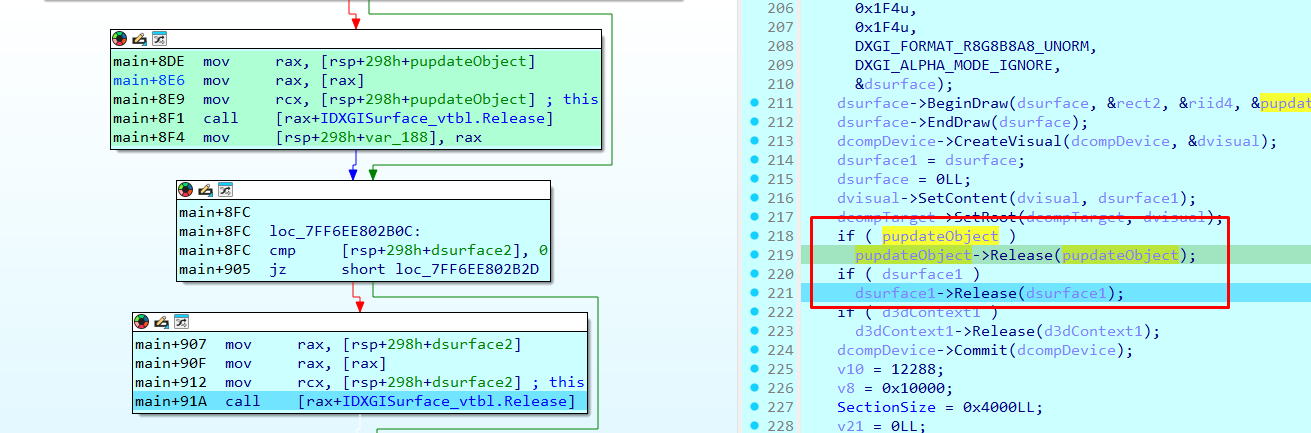 main+8DE mov rax, [rsp+298h+pupdateObject]
main+8E6 mov rax, [rax]
main+8E9 mov rcx, [rsp+298h+pupdateObject] ; this
main+8F1 call [rax+IDXGISurface_vtbl.Release]
main+8F4 mov [rsp+298h+var_188], rax
main+8FC
main+8FC loc_7FF6EE802B0C:
main+8FC cmp [rsp+298h+dsurface2], 0
main+905 jz short loc_7FF6EE802B2D
main+907 mov rax, [rsp+298h+dsurface2]
main+90F mov rax, [rax]
main+912 mov rcx, [rsp+298h+dsurface2] ; this
main+91A call [rax+IDXGISurface_vtbl.Release]
206 0x1F4u,
207 0x1F4u,
208 DXGI_FORMAT_R8G8B8A8_UNORM,
209 DXGI_ALPHA_MODE_IGNORE,
210 &dsurface);
211 dsurface->BeginDraw(dsurface, &rect2, &riid4, &pupdat
212 dsurface->EndDraw(dsurface);
213 dcompDevice->CreateVisual(dcompDevice, &dvisual);
214 dsurface1 = dsurface;
215 dsurface = 0LL;
216 dvisual->SetContent(dvisual, dsurface1);
217 dcompTarget->SetRoot(dcompTarget, dvisual);
218 if ( pupdateObject )
219 pupdateObject->Release(pupdateObject);
220 if ( dsurface1 )
221 dsurface1->Release(dsurface1);
222 if ( d3dContext1 )
223 d3dContext1->Release(d3dContext1);
224 dcompDevice->Commit(dcompDevice);
225 v10 = 12288;
226 v8 = 0x10000;
227 SectionSize = 0x4000LL;
228 v21 = 0LL;